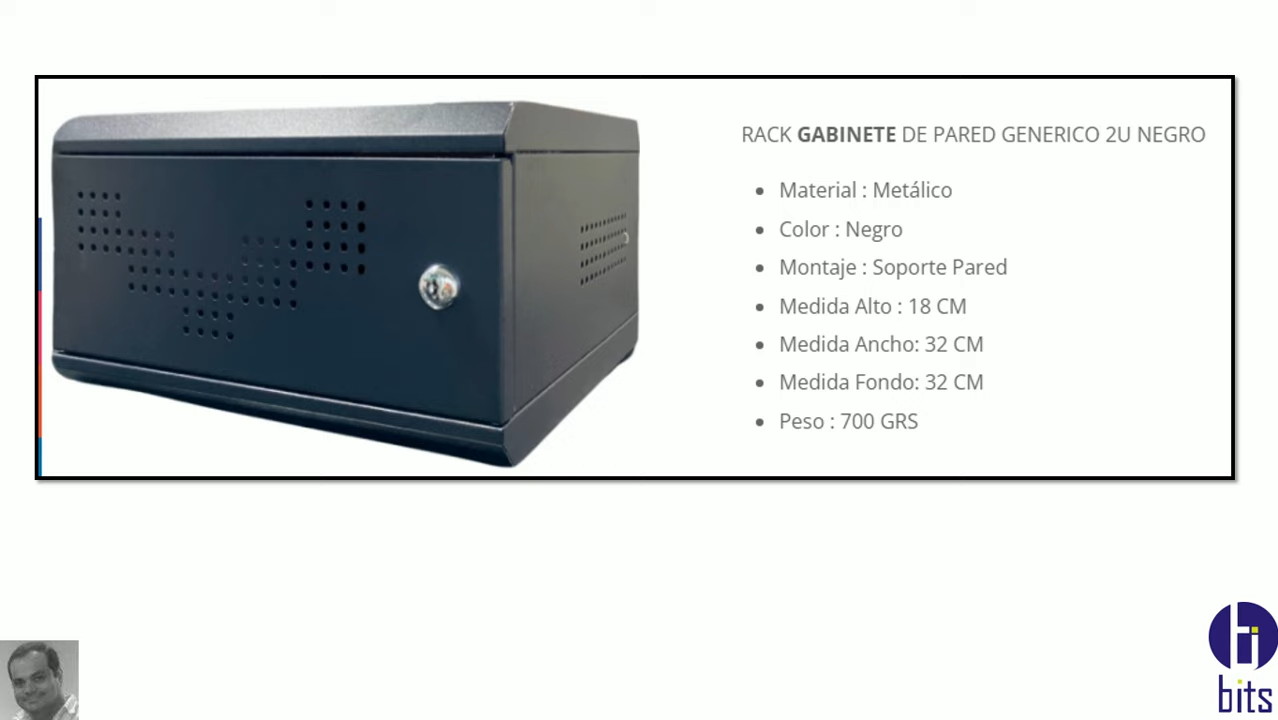 RACK GABINETE DE PARED GENERICO 2U NEGRO
Material : Metálico
Color : Negro
Montaje : Soporte Pared
Medida Alto : 18 CM
Medida Ancho: 32 CM
Medida Fondo: 32 CM
Peso : 700 GRS
bits